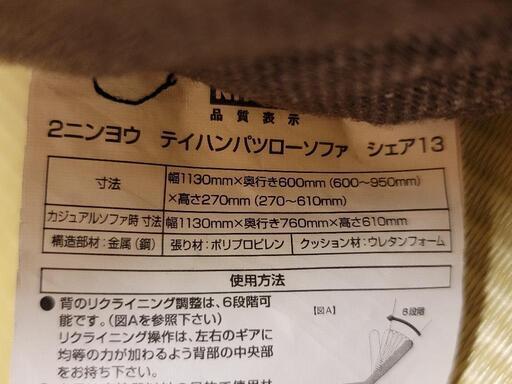 品質表示
2ニンヨウ テイハンパツローソファ シェア13
寸法 幅1130mm×奥行き600mm (600~950mm)
×高さ270mm (270~610mm)
カジュアルソファ時 寸法 幅1130mm×奥行き760mm×高さ610mm
構造部材:金属(鋼) 張り材:ポリプロピレン クッション材:ウレタンフォーム
使用方法
●背のリクライニング調整は、6段階可
能です。(図Aを参照下さい)
リクライニング操作は、左右のギアに
均等の力が加わるよう背部の中央部
をお持ち下さい。
【図A】
6段階